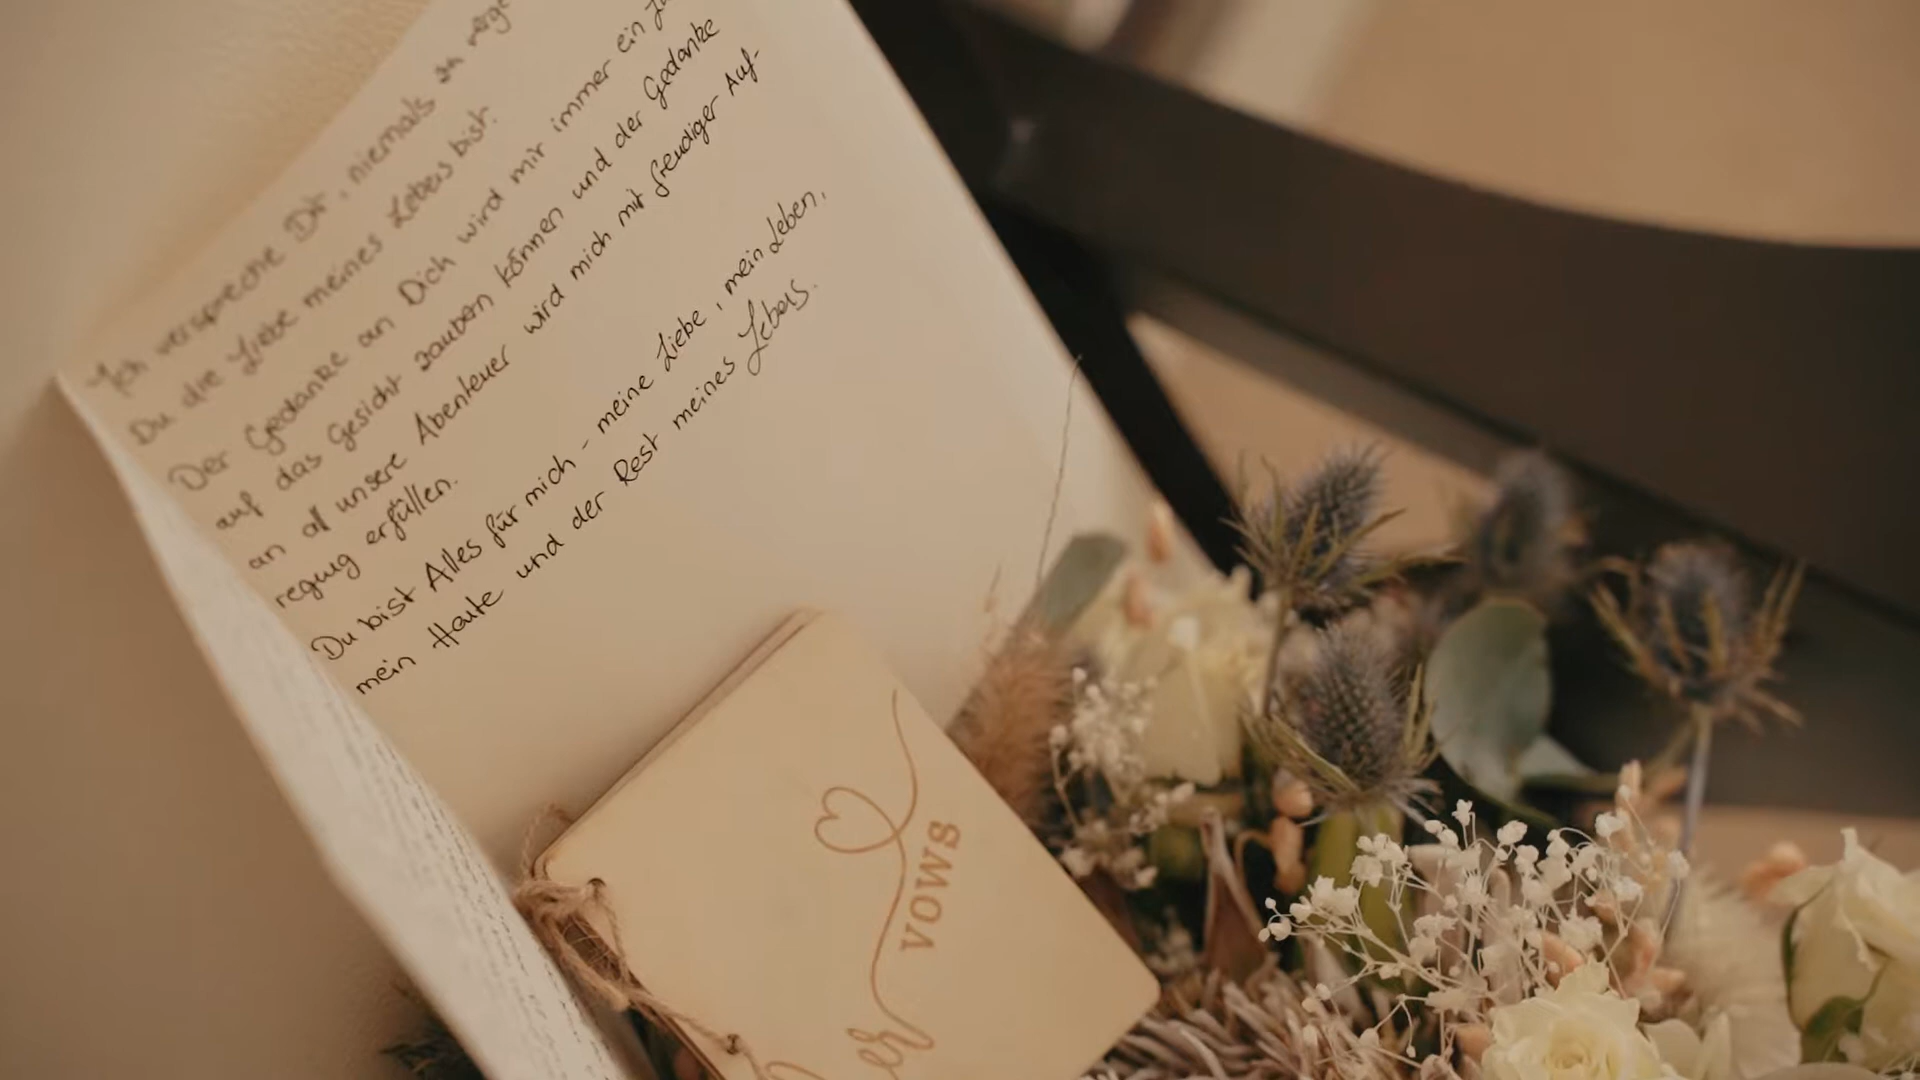 Ich verspreche Dir, niemals zu
Du die Liebe meines Lebens bist.
Der Gedanke an Dich wird mir immer ein
auf das Gesicht zaubern können und der Gedanke
an all unsere Abenteuer wird mich mit freudiger Auf-
regung erfüllen.
Du bist Alles für mich - meine Liebe, mein Leben,
mein Heute und der Rest meines Lebens.
VOWS